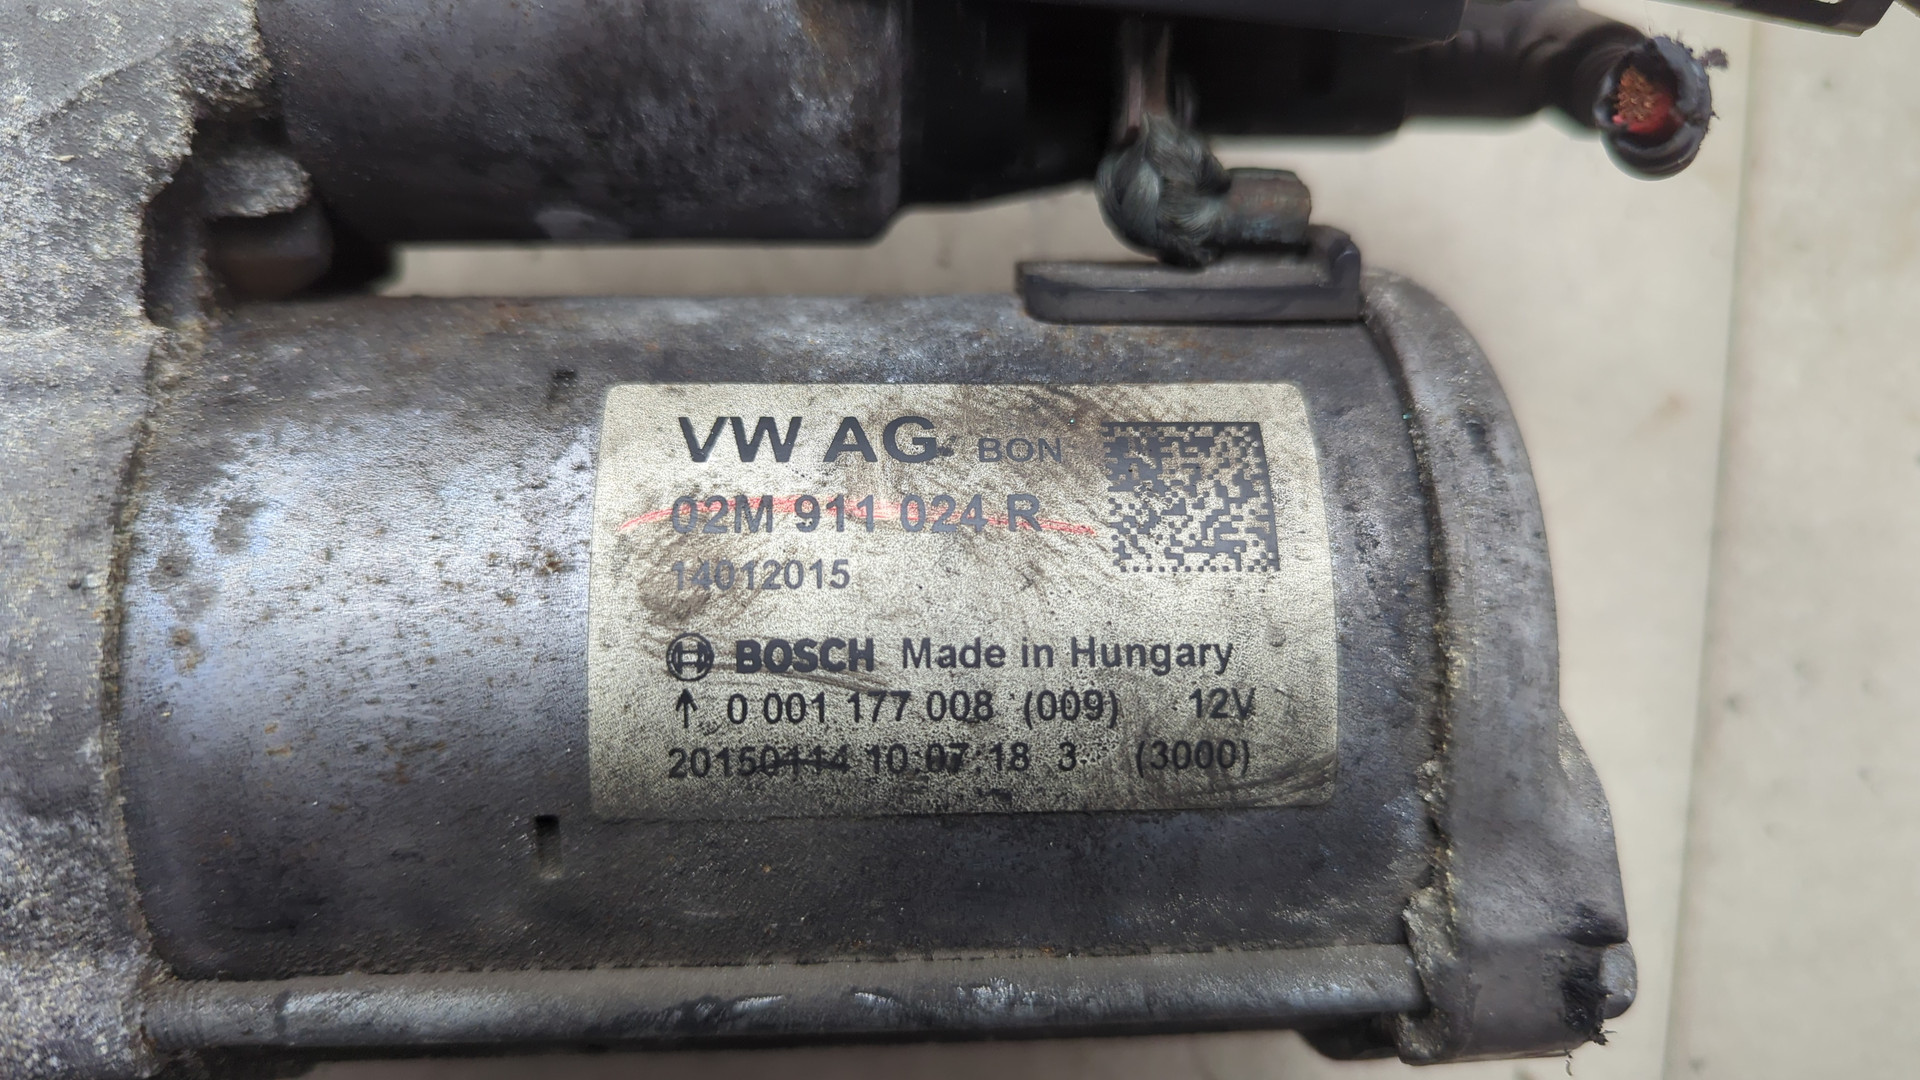 VW AG BON
02M 911 024 R
14012015
BOSCH Made in Hungary
↑ 0 001 177 008 (009) 12V
20150114 10:07:18 3 (3000)